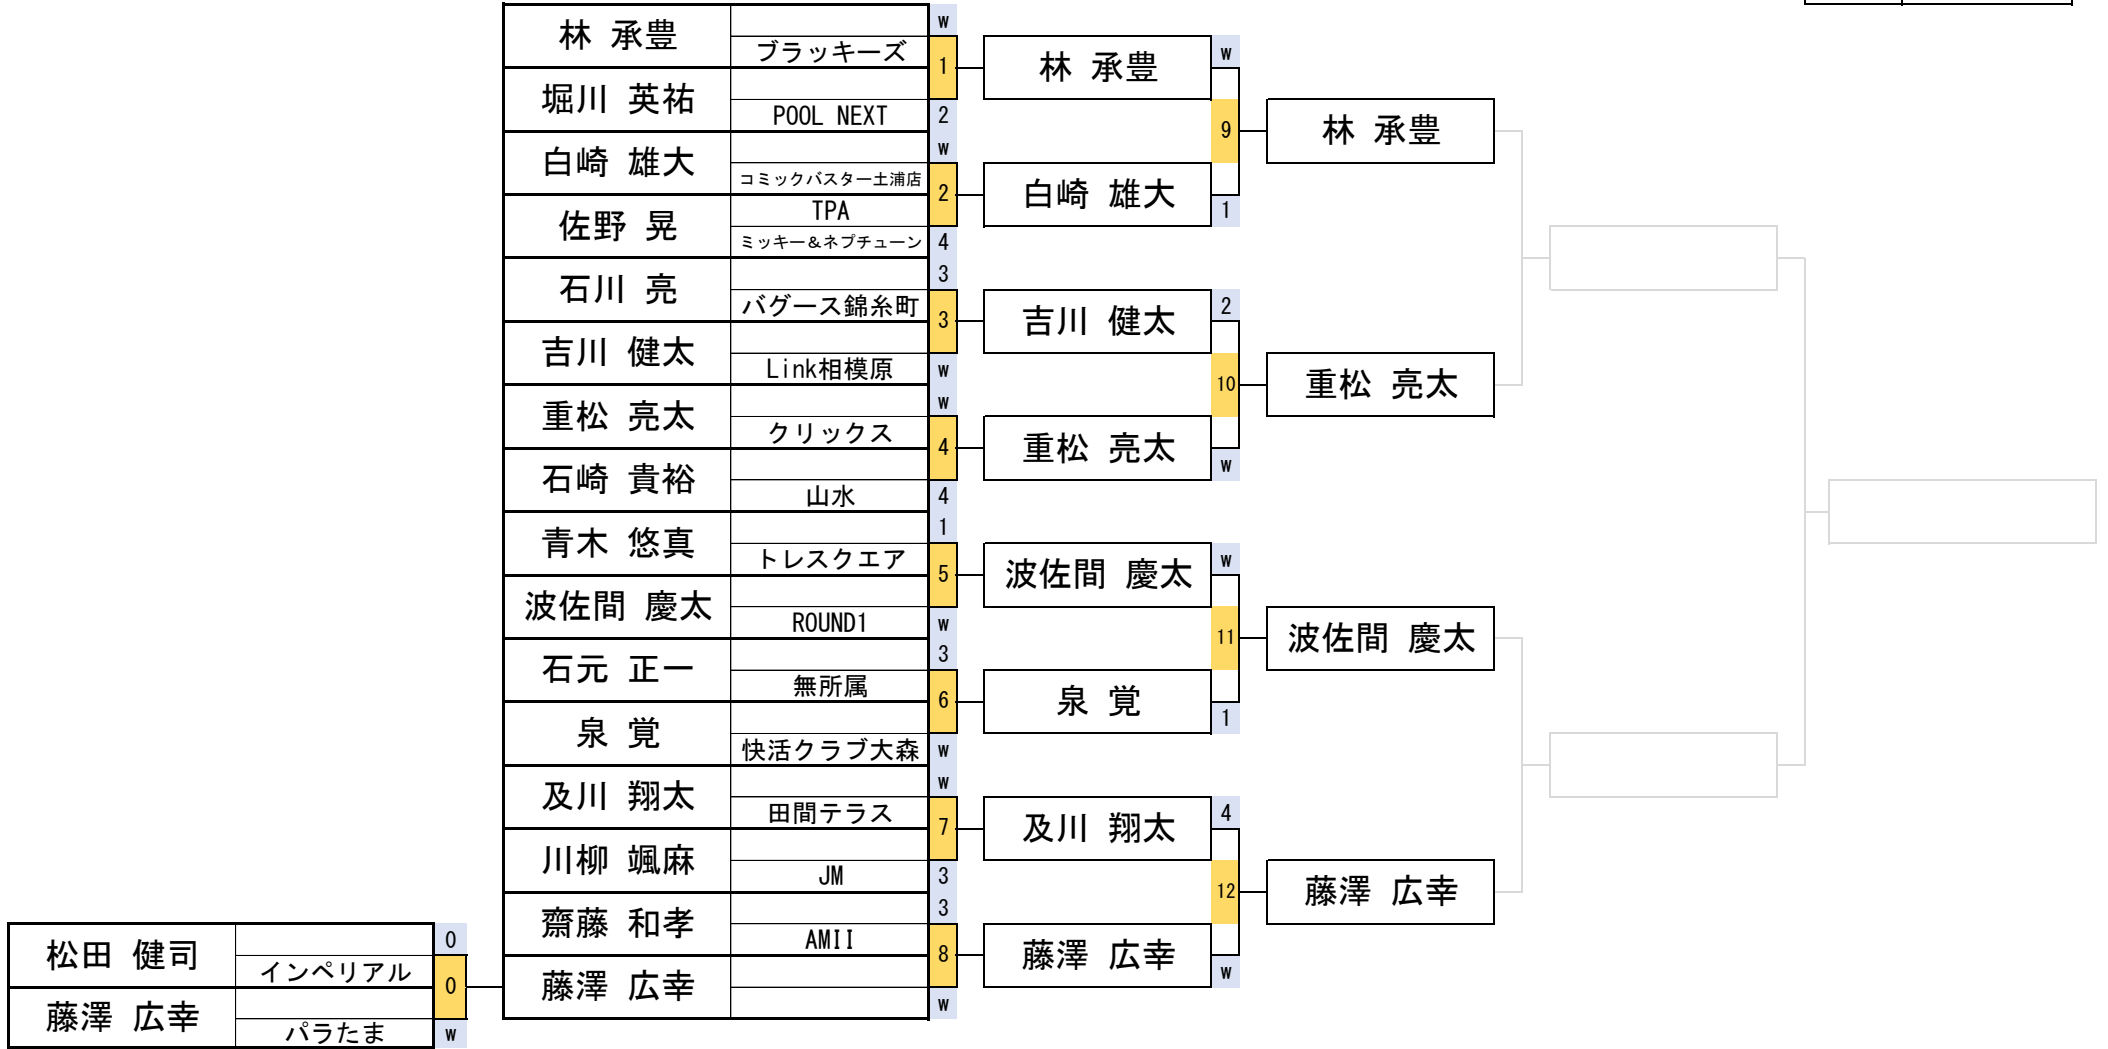 林 承豊
ブラッキーズ
w
1
堀川 英祐
POOL NEXT
2
白崎 雄大
コミックバスター土浦店
w
2
佐野 晃
TPA
ミッキー＆ネプチューン
4
石川 亮
バグース錦糸町
3
3
吉川 健太
Link相模原
w
重松 亮太
クリックス
w
4
石崎 貴裕
山水
4
青木 悠真
トレスクエア
1
5
波佐間 慶太
ROUND1
w
石元 正一
無所属
3
6
泉 覚
快活クラブ大森
w
及川 翔太
田間テラス
w
7
川柳 颯麻
JM
3
齋藤 和孝
AMII
3
8
藤澤 広幸
w
松田 健司
インペリアル
0
0
藤澤 広幸
パラたま
w
林 承豊
w
9
白崎 雄大
1
吉川 健太
2
10
重松 亮太
w
波佐間 慶太
w
11
泉 覚
1
及川 翔太
4
12
藤澤 広幸
w
林 承豊
重松 亮太
波佐間 慶太
藤澤 広幸